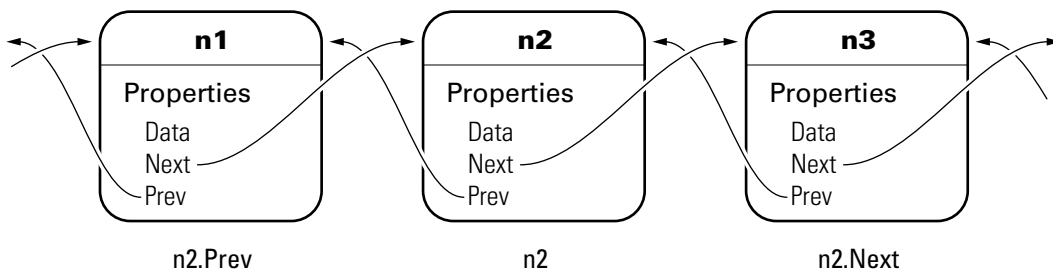 n1
Properties
Data
Next
Prev
n2
Properties
Data
Next
Prev
n3
Properties
Data
Next
Prev
n2.Prev
n2
n2.Next